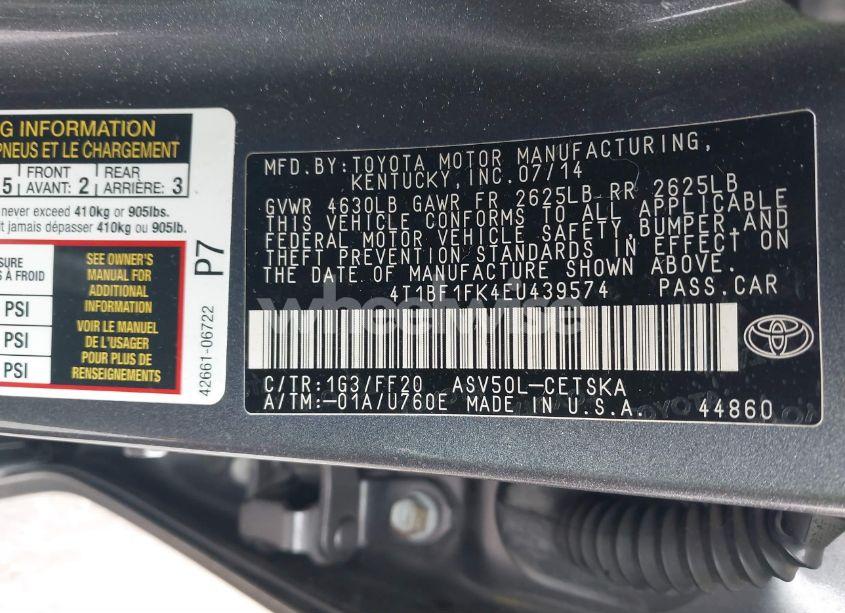 G INFORMATION
PNEUS ET LE CHARGEMENT
5 FRONT AVANT: 2 REAR ARRIÈRE: 3
never exceed 410kg or 905lbs.
t jamais dépasser 410kg ou 905lb.
SURE
S À FROID
PSI
PSI
PSI
SEE OWNER'S
MANUAL FOR
ADDITIONAL
INFORMATION
VOIR LE MANUEL
DE L'USAGER
POUR PLUS DE
RENSEIGNEMENTS
P7
42661-06722
MFD.BY:TOYOTA MOTOR MANUFACTURING,
KENTUCKY,INC.07/14
GVWR 4630LB GAWR FR 2625LB RR 2625LB
THIS VEHICLE CONFORMS TO ALL APPLICABLE
FEDERAL MOTOR VEHICLE SAFETY,BUMPER,AND
THEFT PREVENTION STANDARDS IN EFFECT ON
THE DATE OF MANUFACTURE SHOWN ABOVE.
4T1BF1FK4EU439574 PASS.CAR
wheelwise
C/TR:1G3/FF20 ASV50L-CETSKA
A/TM:-01A/U760E MADE IN U.S.A. 44860